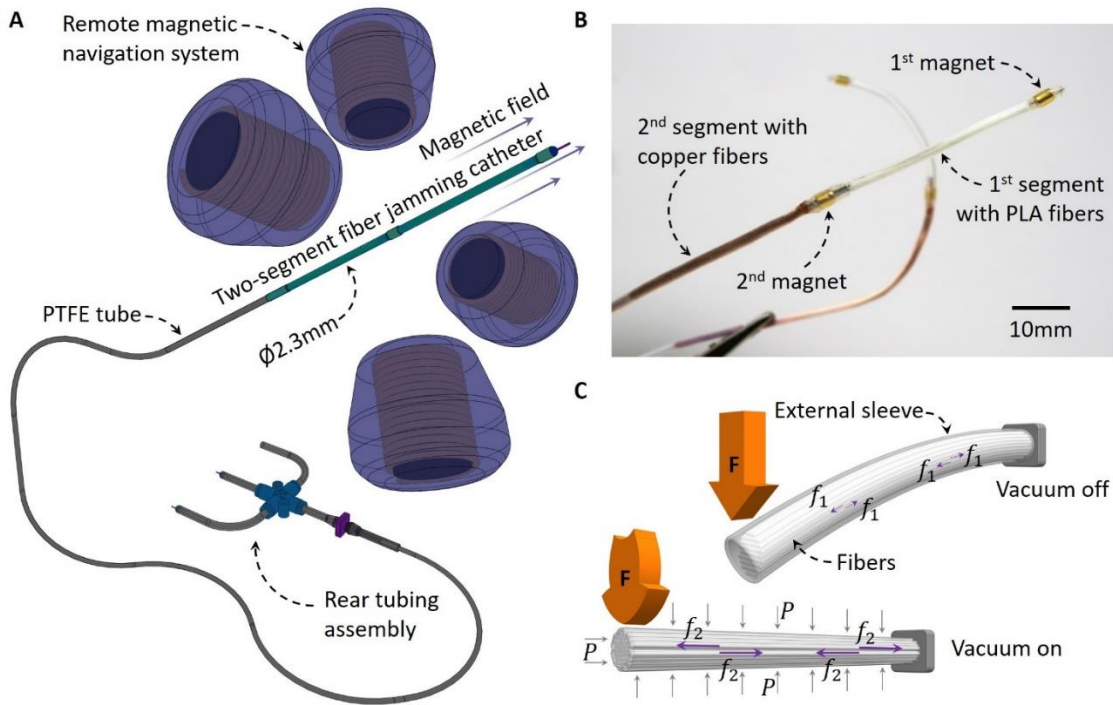 A
Remote magnetic
navigation system
Magnetic field
Two-segment fiber jamming catheter
PTFE tube
Ø2.3mm
Rear tubing
assembly
B
1st magnet
2nd segment with
copper fibers
1st segment
with PLA fibers
2nd magnet
10mm
C
External sleeve
F
f1
f1
f1
f1
Vacuum off
Fibers
F
P
f2
f2
P
f2
f2
P
Vacuum on